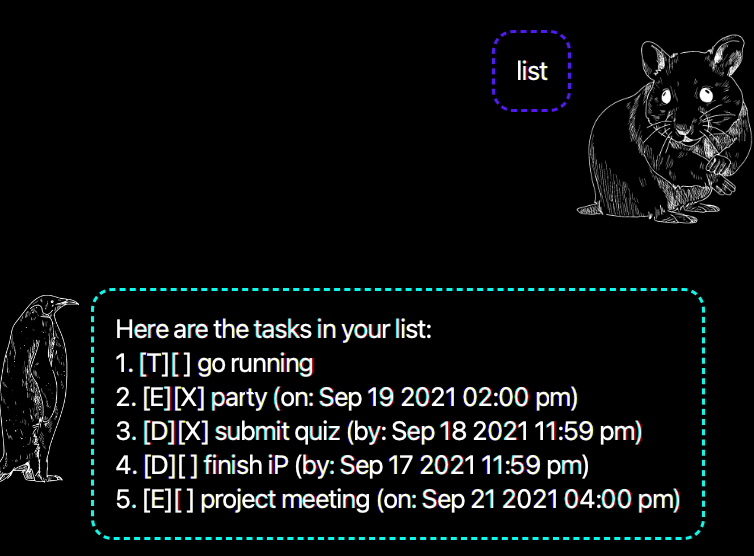 list
Here are the tasks in your list:
1. [T][ ] go running
2. [E][X] party (on: Sep 19 2021 02:00 pm)
3. [D][X] submit quiz (by: Sep 18 2021 11:59 pm)
4. [D][ ] finish iP (by: Sep 17 2021 11:59 pm)
5. [E][ ] project meeting (on: Sep 21 2021 04:00 pm)